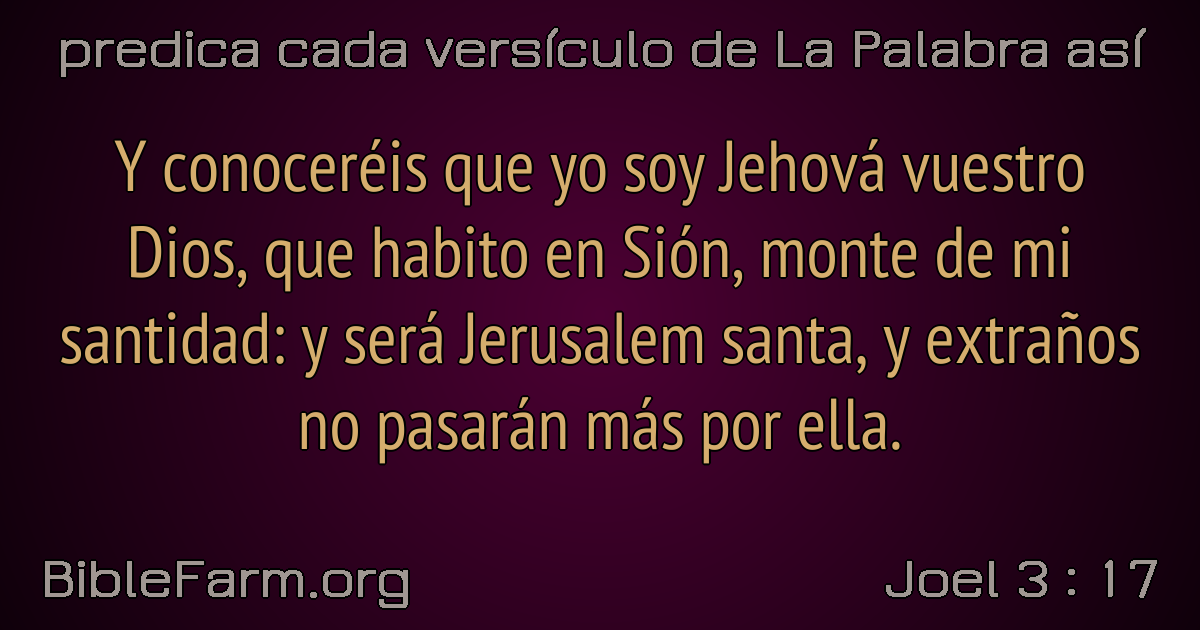 predica cada versículo de La Palabra así
Y conoceréis que yo soy Jehová vuestro
Dios, que habito en Sión, monte de mi
santidad: y será Jerusalem santa, y extraños
no pasarán más por ella.
BibleFarm.org
Joel 3 : 17